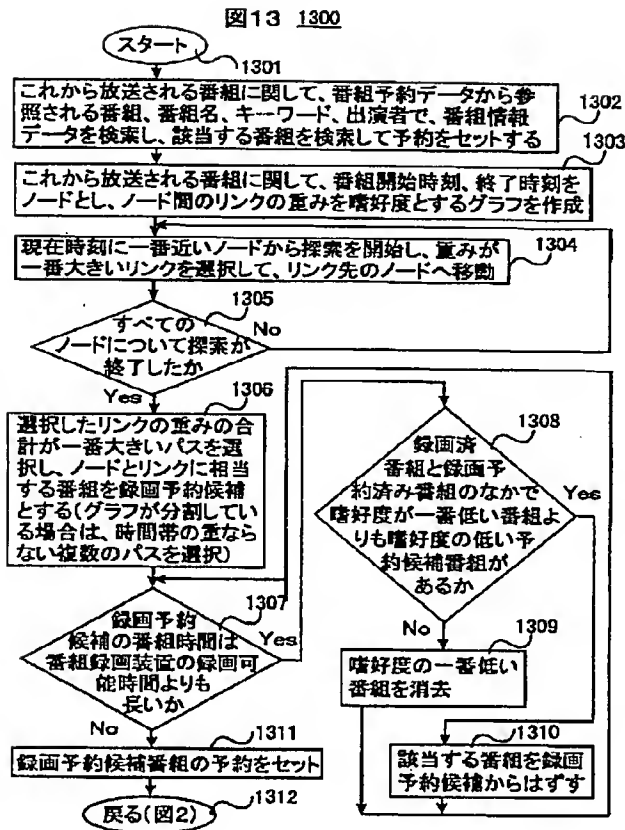 図13 1300
スタート
1301
これから放送される番組に関して、番組予約データから参
照される番組、番組名、キーワード、出演者で、番組情報
データを検索し、該当する番組を検索して予約をセットする
1302
1303
これから放送される番組に関して、番組開始時刻、終了時刻を
ノードとし、ノード間のリンクの重みを嗜好度とするグラフを作成
現在時刻に一番近いノードから探索を開始し、重みが
一番大きいリンクを選択して、リンク先のノードへ移動
1304
1305
すべての
ノードについて探索が
終了したか
No
Yes
1306
選択したリンクの重みの合
計が一番大きいパスを選
択し、ノードとリンクに相当
する番組を録画予約候補
とする(グラフが分割してい
る場合は、時間帯の重なら
ない複数のパスを選択)
1307
録画予約
候補の番組時間は
番組録画装置の録画可
能時間よりも
長いか
Yes
No
1308
録画済
番組と録画予
約済み番組のなかで
嗜好度が一番低い番組よ
りも嗜好度の低い予
約候補番組が
あるか
Yes
No
1309
嗜好度の一番低い
番組を消去
1310
該当する番組を録画
予約候補からはずす
1311
録画予約候補番組の予約をセット
戻る(図2)
1312